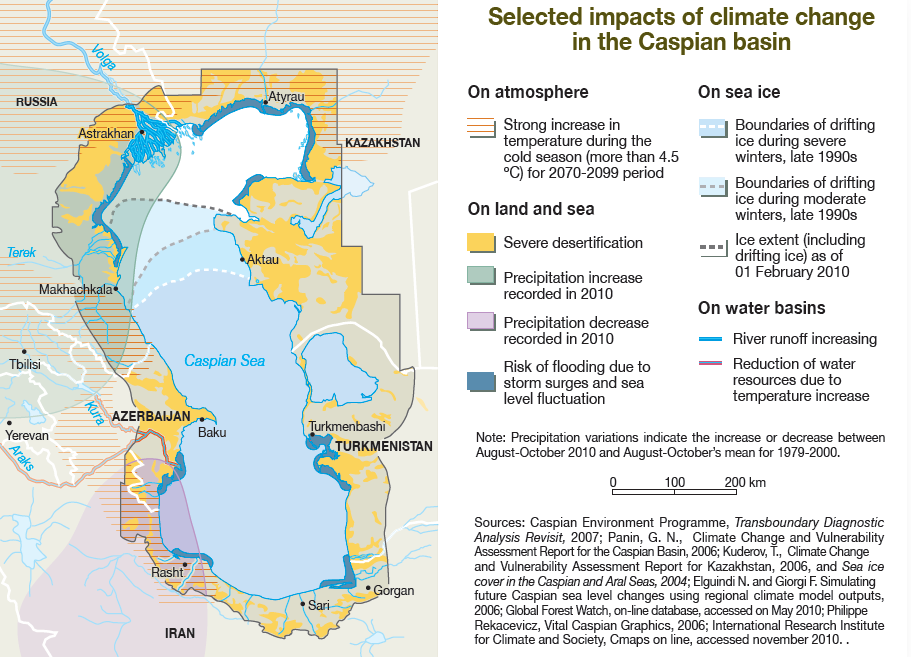 Selected impacts of climate change
in the Caspian basin
Volga
RUSSIA
Atyrau
Astrakhan
KAZAKHSTAN
Terek
Aktau
Makhachkala
Tbilisi
Caspian Sea
Kura
AZERBAIJAN
Baku
Yerevan
Araks
Turkmenbashi
TURKMENISTAN
Rasht
Gorgan
Sari
IRAN
On atmosphere
Strong increase in
temperature during the
cold season (more than 4.5
ºC) for 2070-2099 period
On land and sea
Severe desertification
Precipitation increase
recorded in 2010
Precipitation decrease
recorded in 2010
Risk of flooding due to
storm surges and sea
level fluctuation
On sea ice
Boundaries of drifting
ice during severe
winters, late 1990s
Boundaries of drifting
ice during moderate
winters, late 1990s
Ice extent (including
drifting ice) as of
01 February 2010
On water basins
River runoff increasing
Reduction of water
resources due to
temperature increase
Note: Precipitation variations indicate the increase or decrease between
August-October 2010 and August-October's mean for 1979-2000.
0 100 200 km
Sources: Caspian Environment Programme, Transboundary Diagnostic
Analysis Revisit, 2007; Panin, G. N., Climate Change and Vulnerability
Assessment Report for the Caspian Basin, 2006; Kuderov, T., Climate Change
and Vulnerability Assessment Report for Kazakhstan, 2006, and Sea ice
cover in the Caspian and Aral Seas, 2004; Elguindi N. and Giorgi F. Simulating
future Caspian sea level changes using regional climate model outputs,
2006; Global Forest Watch, on-line database, accessed on May 2010; Philippe
Rekacevicz, Vital Caspian Graphics, 2006; International Research Institute
for Climate and Society, Cmaps on line, accessed november 2010. .